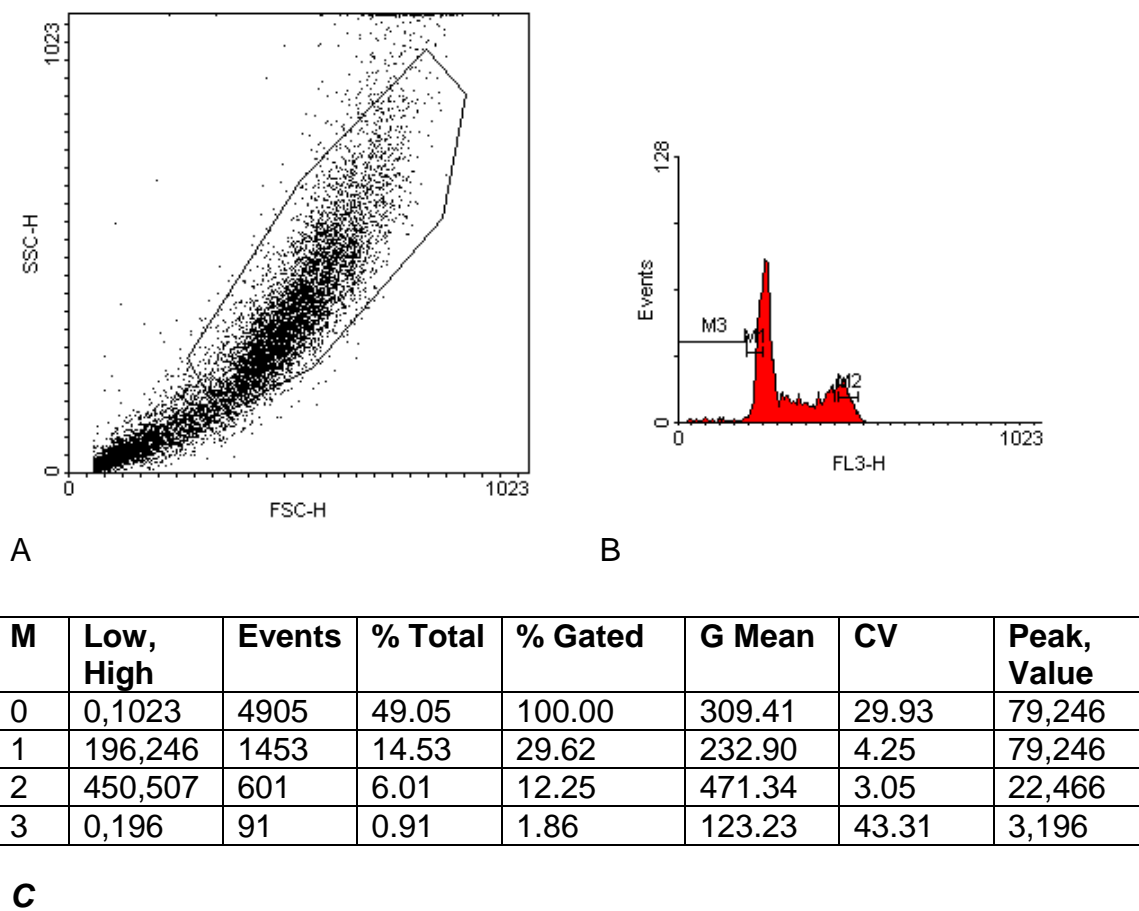 1023
SSC-H
0
0
1023
FSC-H
A
128
Events
M3
M
M2
0
0
1023
FL3-H
B
M Low, High Events % Total % Gated G Mean CV Peak, Value
0 0,1023 4905 49.05 100.00 309.41 29.93 79,246
1 196,246 1453 14.53 29.62 232.90 4.25 79,246
2 450,507 601 6.01 12.25 471.34 3.05 22,466
3 0,196 91 0.91 1.86 123.23 43.31 3,196
C